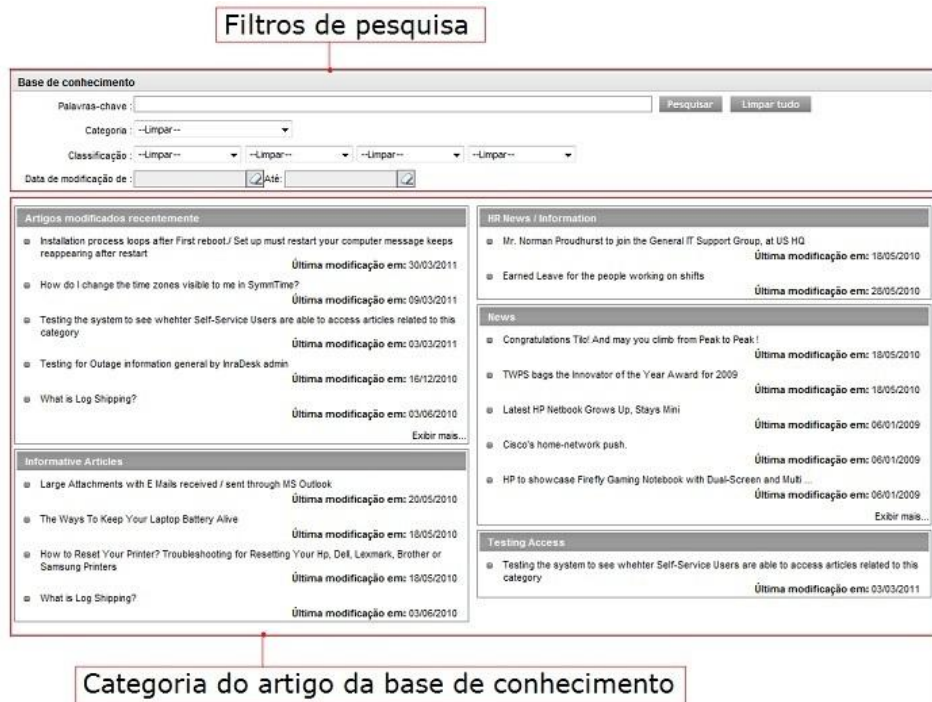 Filtros de pesquisa
Base de conhecimento
Palavras-chave :
Pesquisar
Limpar tudo
Categoria : --Limpar--
Classificação : --Limpar-- --Limpar-- --Limpar-- --Limpar--
Data de modificação de : Até:
Artigos modificados recentemente
Installation process loops after First reboot./ Set up must restart your computer message keeps
reappearing after restart
Última modificação em: 30/03/2011
How do I change the time zones visible to me in SymmTime?
Última modificação em: 09/03/2011
Testing the system to see whehter Self-Service Users are able to access articles related to this
category
Última modificação em: 03/03/2011
Testing for Outage information general by InraDesk admin
Última modificação em: 16/12/2010
What is Log Shipping?
Última modificação em: 03/06/2010
Exibir mais...
Informative Articles
Large Attachments with E Mails received / sent through MS Outlook
Última modificação em: 20/05/2010
The Ways To Keep Your Laptop Battery Alive
Última modificação em: 18/05/2010
How to Reset Your Printer? Troubleshooting for Resetting Your Hp, Dell, Lexmark, Brother or
Samsung Printers
Última modificação em: 18/05/2010
What is Log Shipping?
Última modificação em: 03/06/2010
HR News / Information
Mr. Norman Proudhurst to join the General IT Support Group, at US HQ
Última modificação em: 18/05/2010
Earned Leave for the people working on shifts
Última modificação em: 28/05/2010
News
Congratulations Tilo! And may you climb from Peak to Peak !
Última modificação em: 18/05/2010
TWPS bags the Innovator of the Year Award for 2009
Última modificação em: 18/05/2010
Latest HP Netbook Grows Up, Stays Mini
Última modificação em: 06/01/2009
Cisco's home-network push.
Última modificação em: 06/01/2009
HP to showcase Firefly Gaming Notebook with Dual-Screen and Multi ...
Última modificação em: 06/01/2009
Exibir mais...
Testing Access
Testing the system to see whehter Self-Service Users are able to access articles related to this
category
Última modificação em: 03/03/2011
Categoria do artigo da base de conhecimento